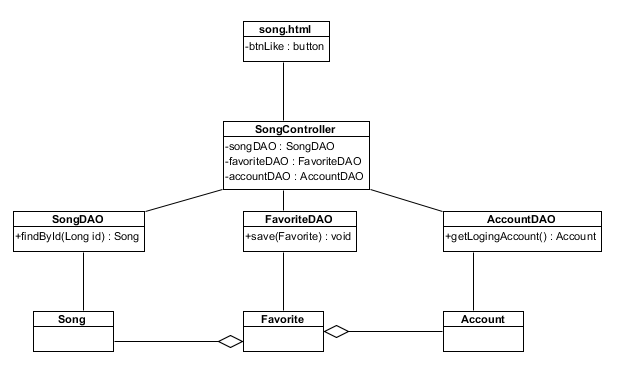 song.html
-btnLike : button
SongController
-songDAO : SongDAO
-favoriteDAO : FavoriteDAO
-accountDAO : AccountDAO
SongDAO
+findById(Long id) : Song
FavoriteDAO
+save(Favorite) : void
AccountDAO
+getLogingAccount() : Account
Song
Favorite
Account